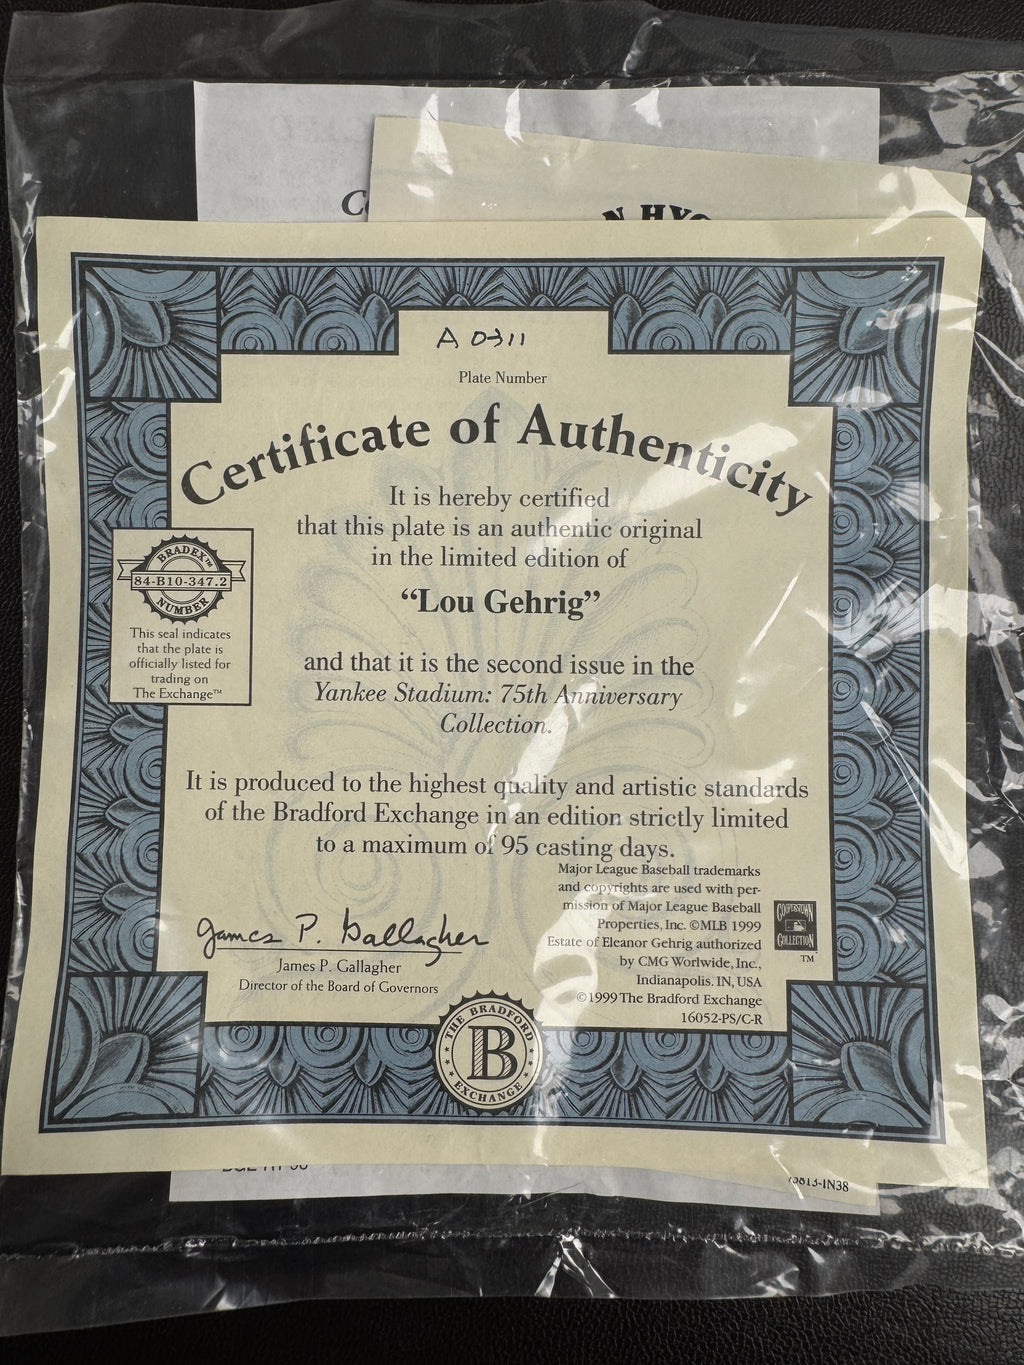 A 0311
Plate Number
Certificate of Authenticity
It is hereby certified
that this plate is an authentic original
in the limited edition of
“Lou Gehrig”
and that it is the second issue in the
Yankee Stadium: 75th Anniversary
Collection.
BRADEX™
84-B10-347.2
NUMBER
This seal indicates
that the plate is
officially listed for
trading on
The Exchange™
It is produced to the highest quality and artistic standards
of the Bradford Exchange in an edition strictly limited
to a maximum of 95 casting days.
James P. Gallagher
James P. Gallagher
Director of the Board of Governors
Major League Baseball trademarks
and copyrights are used with per-
mission of Major League Baseball
Properties, Inc. ©MLB 1999
Estate of Eleanor Gehrig authorized
by CMG Worlwide, Inc.,
Indianapolis. IN, USA
©1999 The Bradford Exchange
16052-PS/C-R
COOPERSTOWN
COLLECTION
TM
THE BRADFORD
B
EXCHANGE